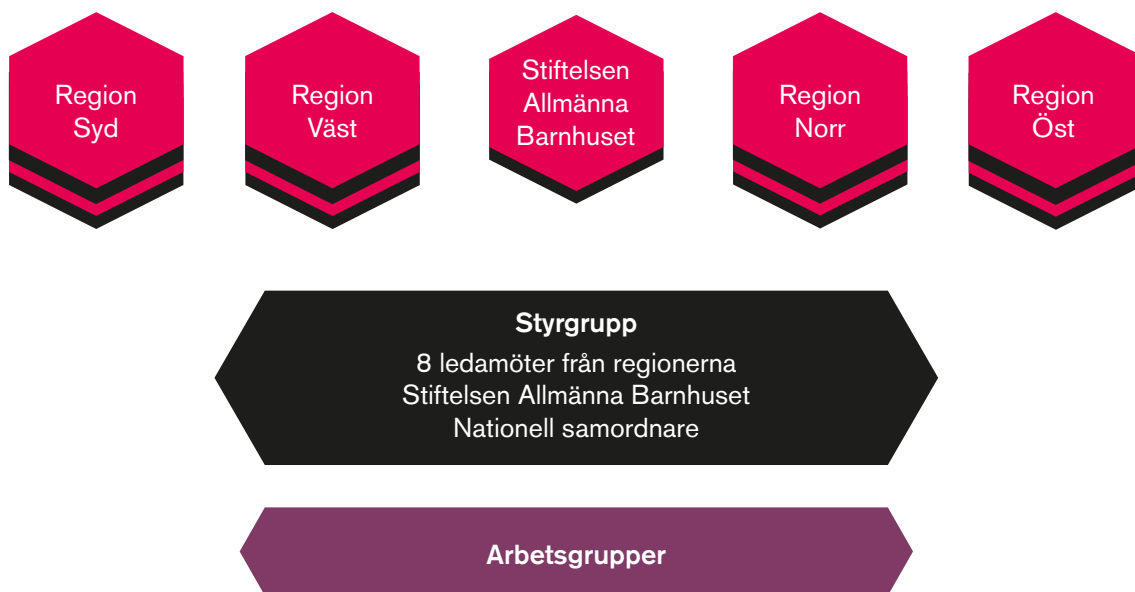 Region
Syd
Region
Väst
Stiftelsen
Allmänna
Barnhuset
Region
Norr
Region
Öst
Styrgrupp
8 ledamöter från regionerna
Stiftelsen Allmänna Barnhuset
Nationell samordnare
Arbetsgrupper